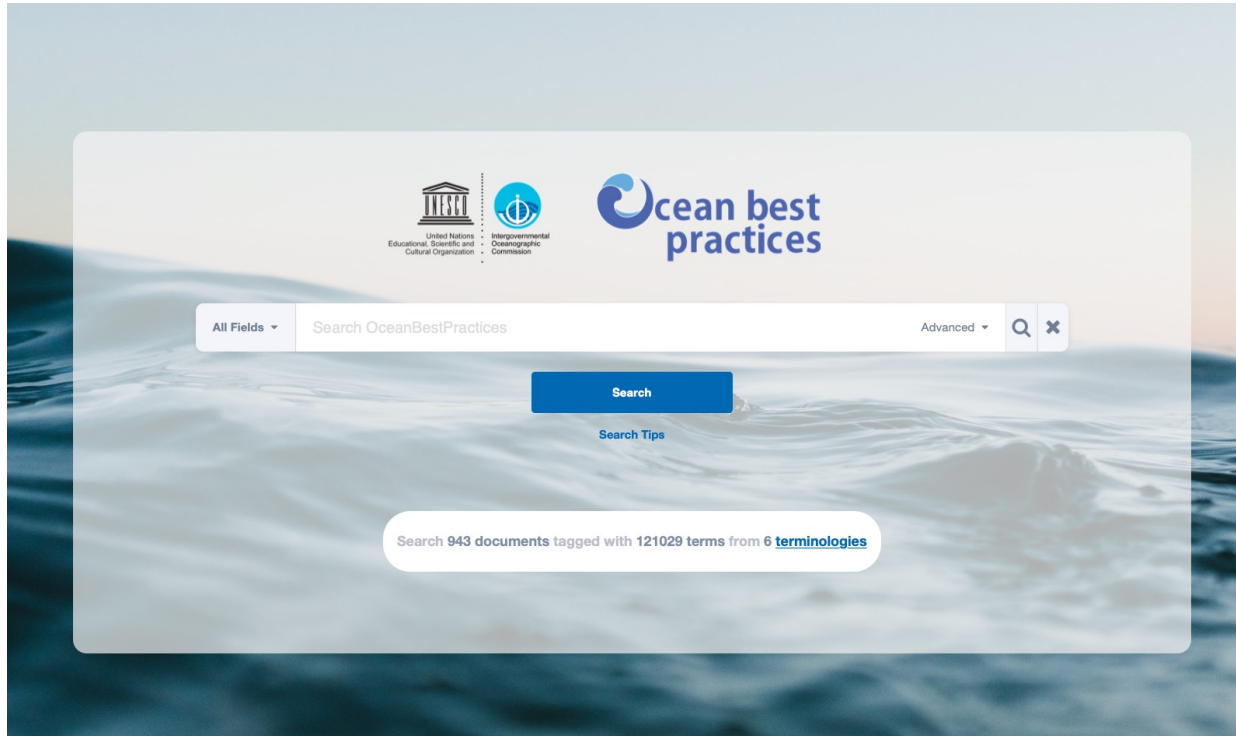 UNESCO
United Nations
Educational, Scientific and
Cultural Organization
Intergovernmental
Oceanographic
Commission
Ocean best
practices
All Fields
Search OceanBestPractices
Advanced
Search
Search Tips
Search 943 documents tagged with 121029 terms from 6 terminologies